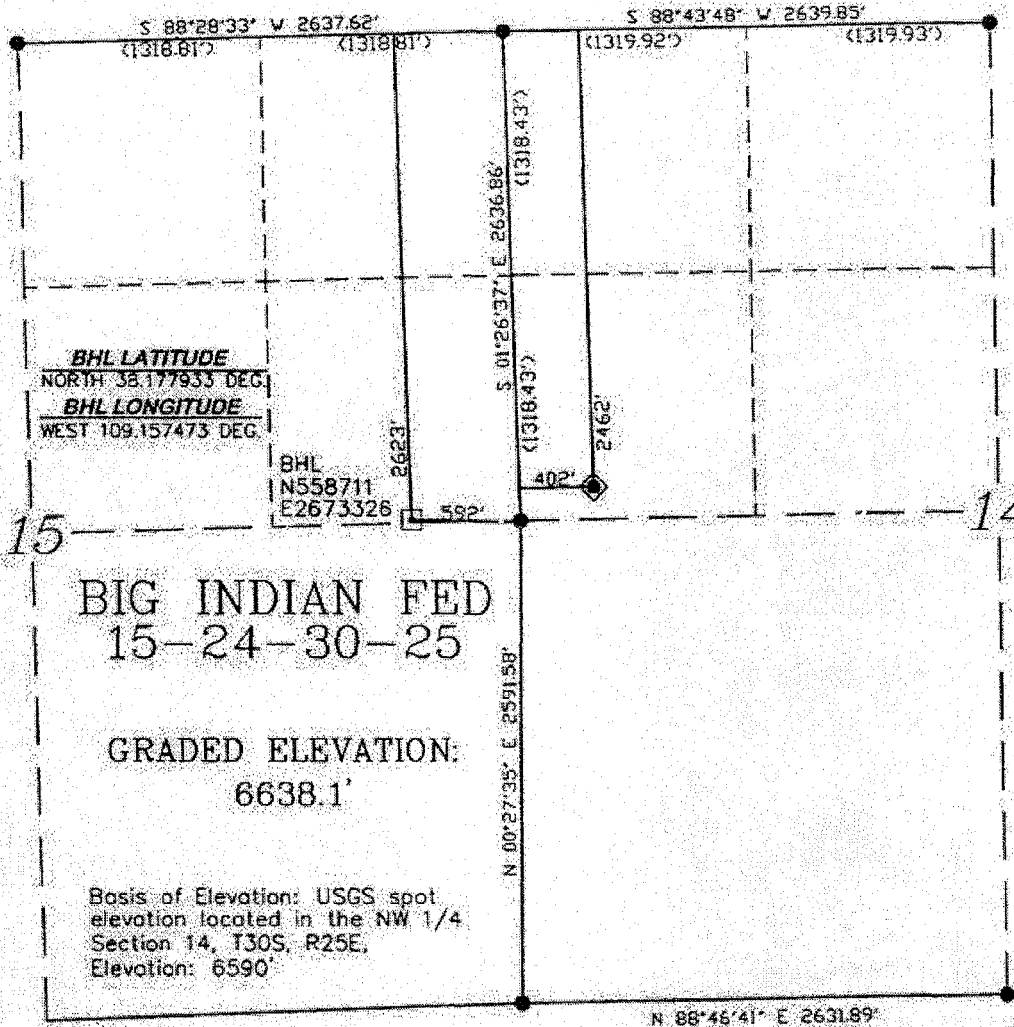 S 88°28'33" W 2637.62'
S 88°43'48" W 2639.85'
(1318.81')
(1318.81')
(1319.92')
(1319.93')
(1318.43')
S 01°26'37" E 2636.86'
(1318.43')
BHL LATITUDE
NORTH 38.177933 DEG.
BHL LONGITUDE
WEST 109.157473 DEG.
2623'
2462'
BHL
N558711
E2673326
402'
592'
15
14
BIG INDIAN FED
15-24-30-25
N 00°27'35" E 2591.58'
GRADED ELEVATION:
6638.1'
Basis of Elevation: USGS spot
elevation located in the NW 1/4
Section 14, T30S, R25E,
Elevation: 6590'
N 88°46'41" E 2631.89'